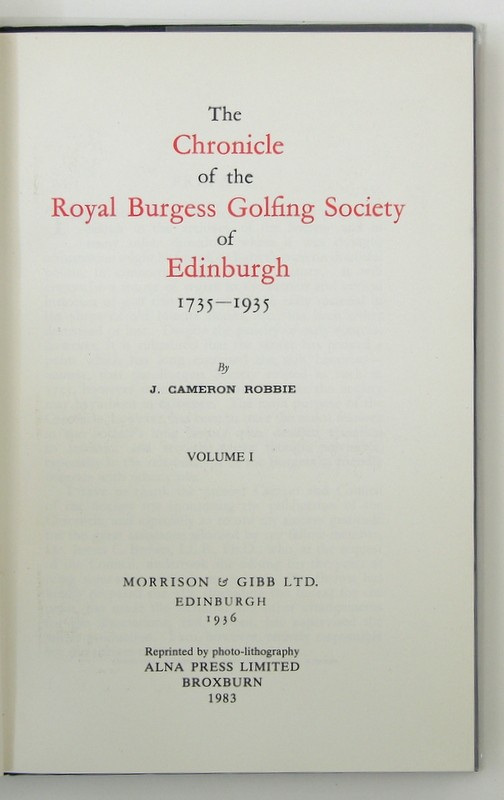 The
Chronicle
of the
Royal Burgess Golfing Society
of
Edinburgh
1735—1935
By
J. CAMERON ROBBIE
VOLUME I
MORRISON & GIBB LTD.
EDINBURGH
1936
Reprinted by photo-lithography
ALNA PRESS LIMITED
BROXBURN
1983